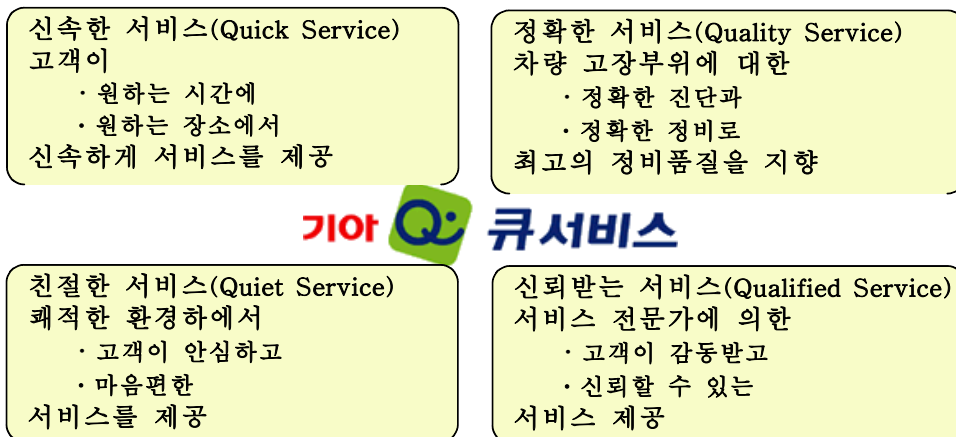 신속한 서비스(Quick Service)
고객이
· 원하는 시간에
· 원하는 장소에서
신속하게 서비스를 제공
정확한 서비스(Quality Service)
차량 고장부위에 대한
· 정확한 진단과
· 정확한 정비로
최고의 정비품질을 지향
기아 Q 큐서비스
친절한 서비스(Quiet Service)
쾌적한 환경하에서
· 고객이 안심하고
· 마음편한
서비스를 제공
신뢰받는 서비스(Qualified Service)
서비스 전문가에 의한
· 고객이 감동받고
· 신뢰할 수 있는
서비스 제공